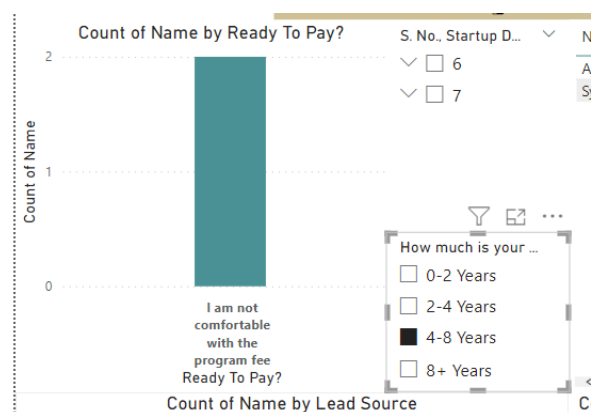 Count of Name by Ready To Pay?
S. No., Startup D...
N
2
6
A
7
Sy
1
Count of Name
How much is your ...
0-2 Years
0
2-4 Years
I am not
comfortable
with the
program fee
4-8 Years
8+ Years
Ready To Pay?
Count of Name by Lead Source
C